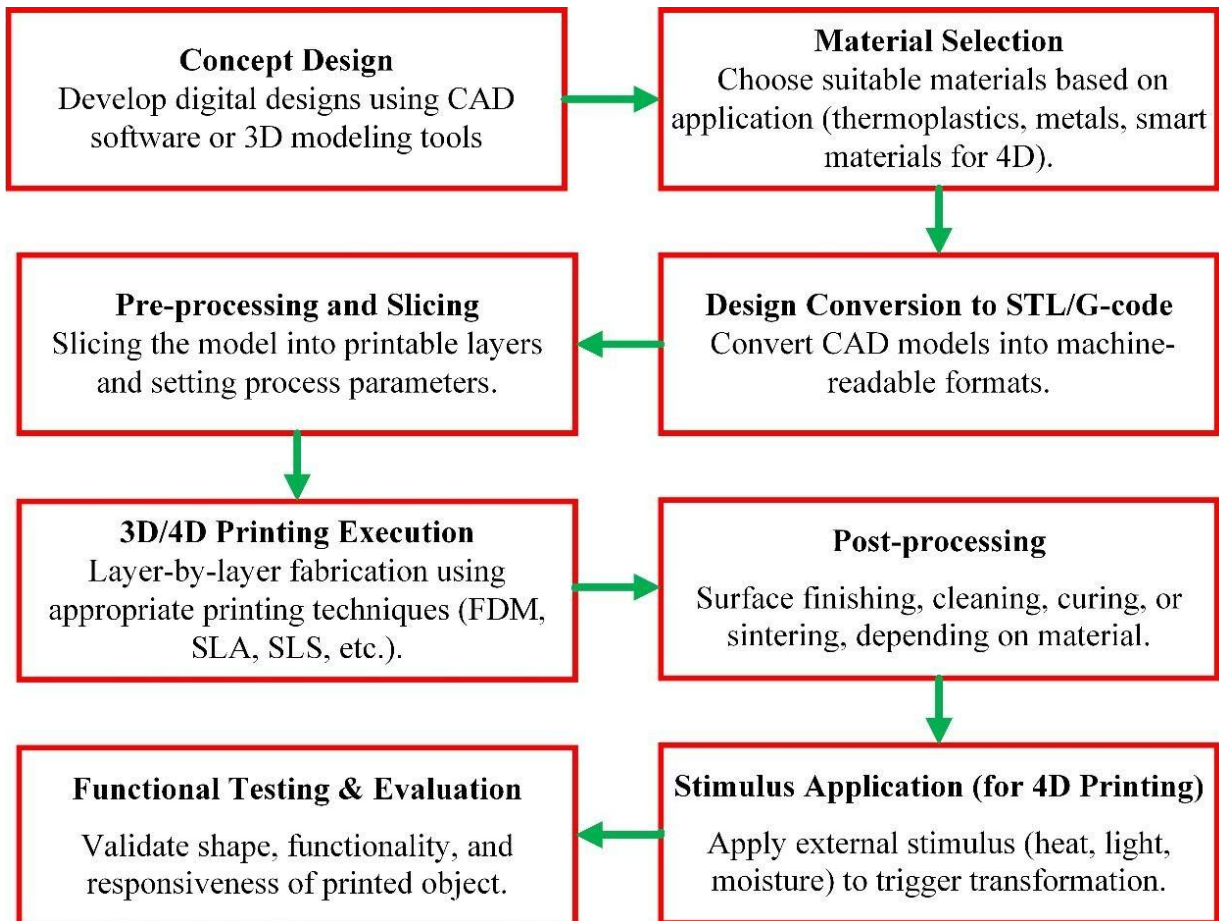 Concept Design
Develop digital designs using CAD
software or 3D modeling tools
Material Selection
Choose suitable materials based on
application (thermoplastics, metals, smart
materials for 4D).
Design Conversion to STL/G-code
Convert CAD models into machine-
readable formats.
Pre-processing and Slicing
Slicing the model into printable layers
and setting process parameters.
3D/4D Printing Execution
Layer-by-layer fabrication using
appropriate printing techniques (FDM,
SLA, SLS, etc.).
Post-processing
Surface finishing, cleaning, curing, or
sintering, depending on material.
Stimulus Application (for 4D Printing)
Apply external stimulus (heat, light,
moisture) to trigger transformation.
Functional Testing & Evaluation
Validate shape, functionality, and
responsiveness of printed object.